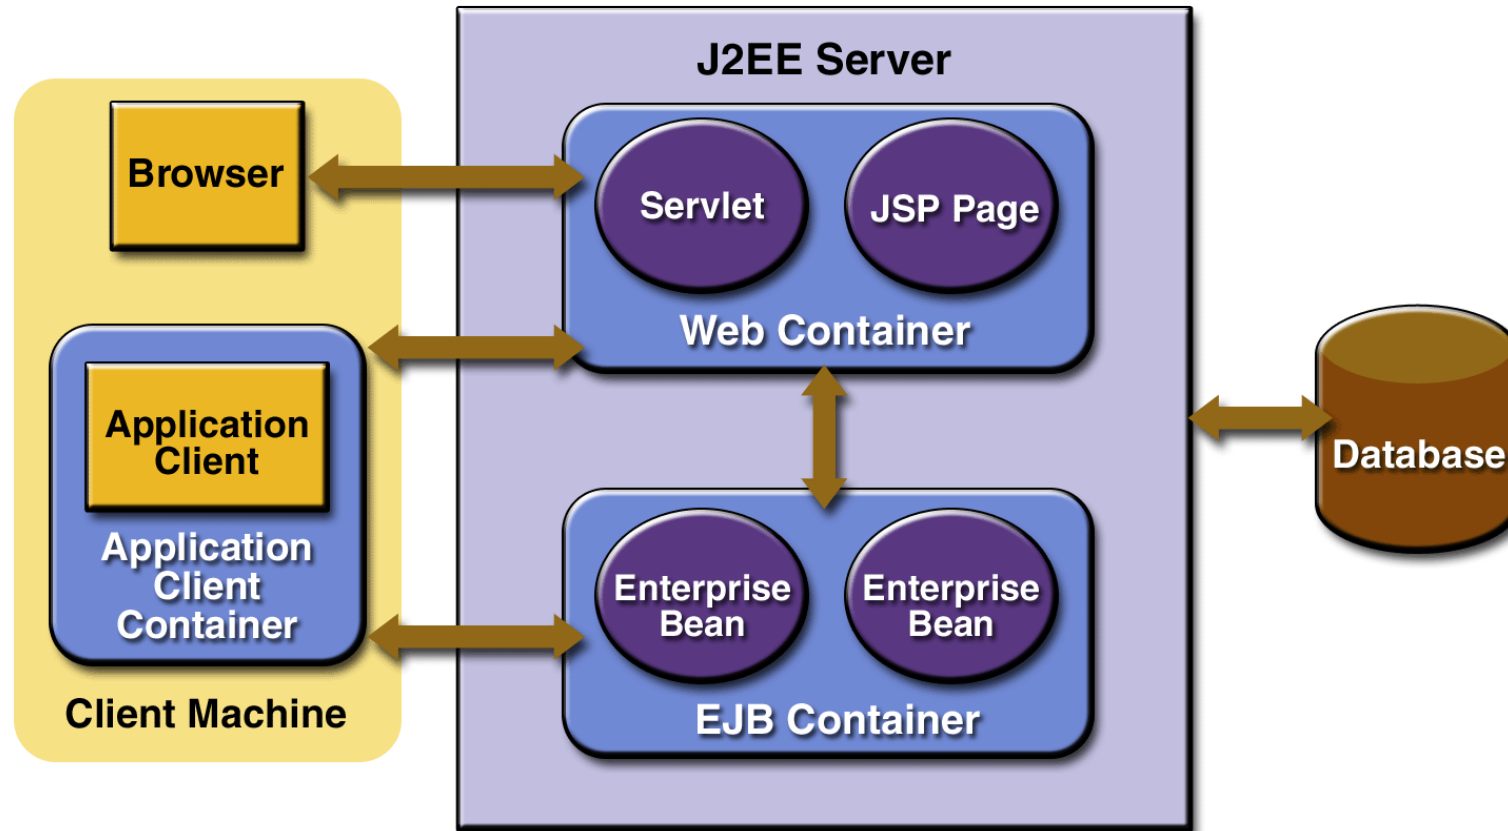 J2EE Server
Browser
Servlet
JSP Page
Web Container
Application
Client
Application
Client
Container
Client Machine
Enterprise
Bean
Enterprise
Bean
EJB Container
Database